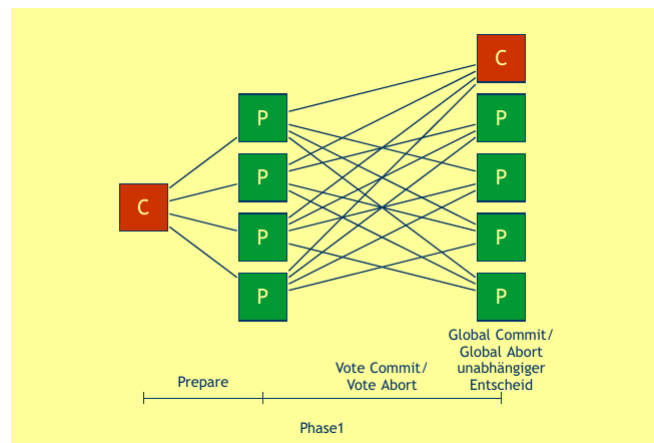 C
P
P
P
P
C
P
P
P
P
Prepare
Vote Commit/
Vote Abort
Global Commit/
Global Abort
unabhängiger
Entscheid
Phase1